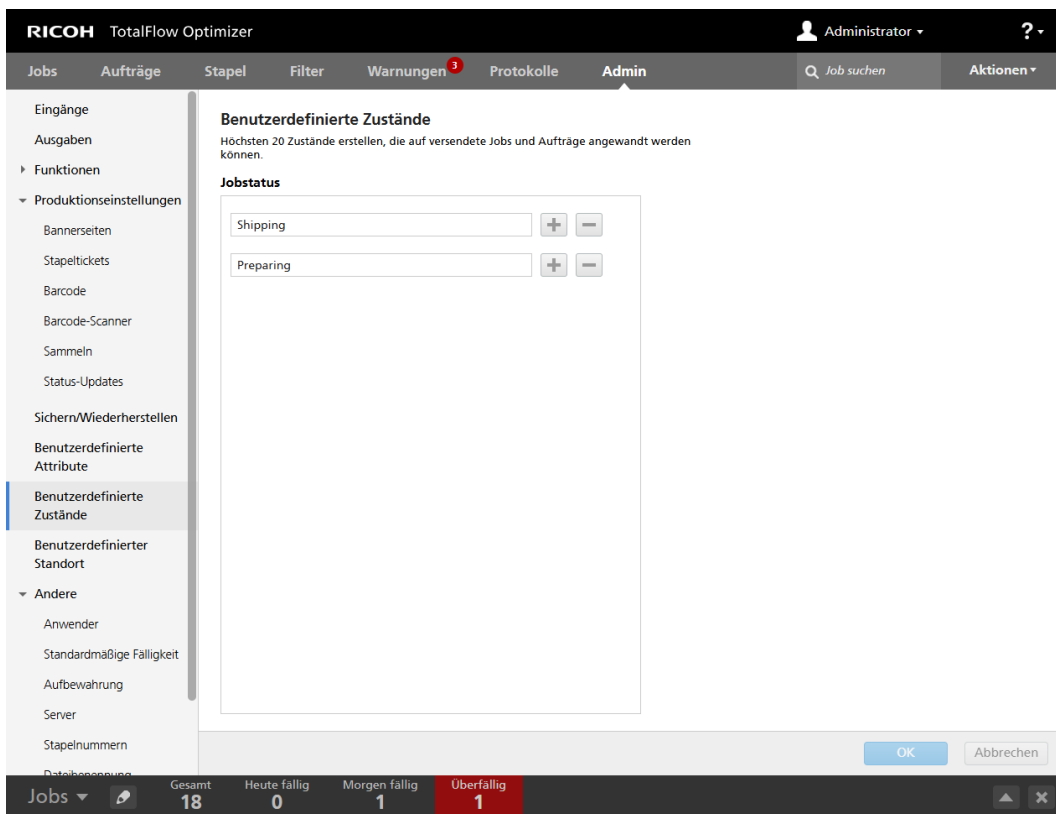 RICOH TotalFlow Optimizer
Administrator
?
Jobs Aufträge Stapel Filter Warnungen 3 Protokolle Admin
Job suchen
Aktionen
Eingänge
Ausgaben
Funktionen
Produktionseinstellungen
Bannerseiten
Stapeltickets
Barcode
Barcode-Scanner
Sammeln
Status-Updates
Sichern/Wiederherstellen
Benutzerdefinierte
Attribute
Benutzerdefinierte
Zustände
Benutzerdefinierter
Standort
Andere
Anwender
Standardmäßige Fälligkeit
Aufbewahrung
Server
Stapelnummern
Dateibenennung
Benutzerdefinierte Zustände
Höchsten 20 Zustände erstellen, die auf versendete Jobs und Aufträge angewandt werden
können.
Jobstatus
Shipping
Preparing
OK Abbrechen
Jobs
Gesamt
18
Heute fällig
0
Morgen fällig
1
Überfällig
1